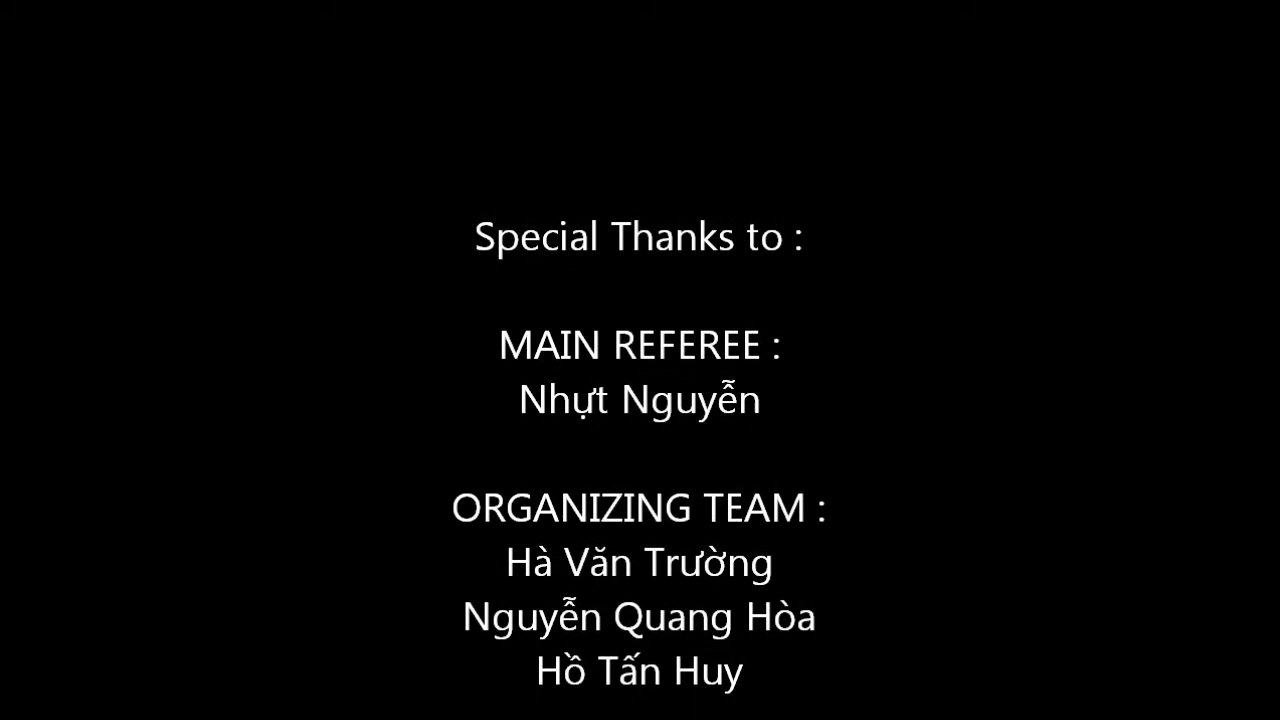 Special Thanks to :
MAIN REFEREE :
Nhựt Nguyễn
ORGANIZING TEAM :
Hà Văn Trường
Nguyễn Quang Hòa
Hồ Tấn Huy